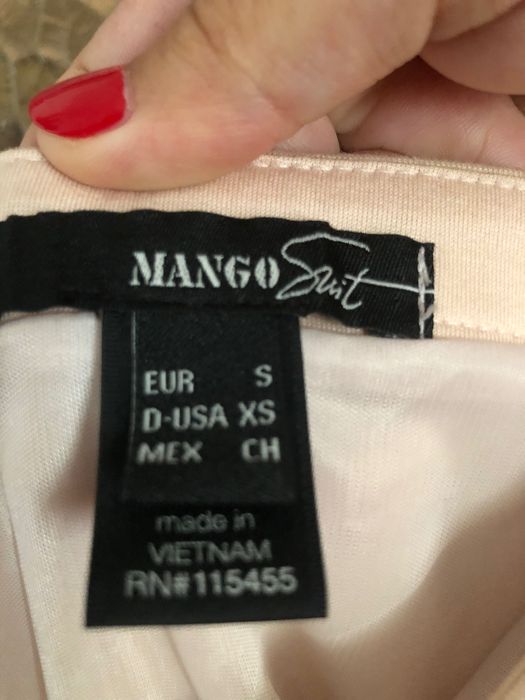 MANGO Suit
EUR S
D-USA XS
MEX CH
made in
VIETNAM
RN#115455